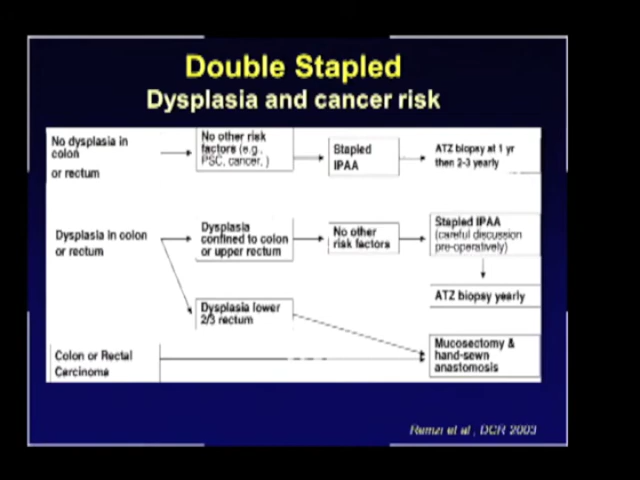 Double Stapled
Dysplasia and cancer risk
No dysplasia in
colon
or rectum
No other risk
factors (e.g.,
PSC, cancer, )
Stapled
IPAA
ATZ biopsy at 1 yr
then 2-3 yearly
Dysplasia in colon
or rectum
Dysplasia
confined to colon
or upper rectum
No other
risk factors
Stapled IPAA
(careful discussion
pre-operatively)
ATZ biopsy yearly
Dysplasia lower
2/3 rectum
Colon or Rectal
Carcinoma
Mucosectomy &
hand-sewn
anastomosis
et al , DCR 2003